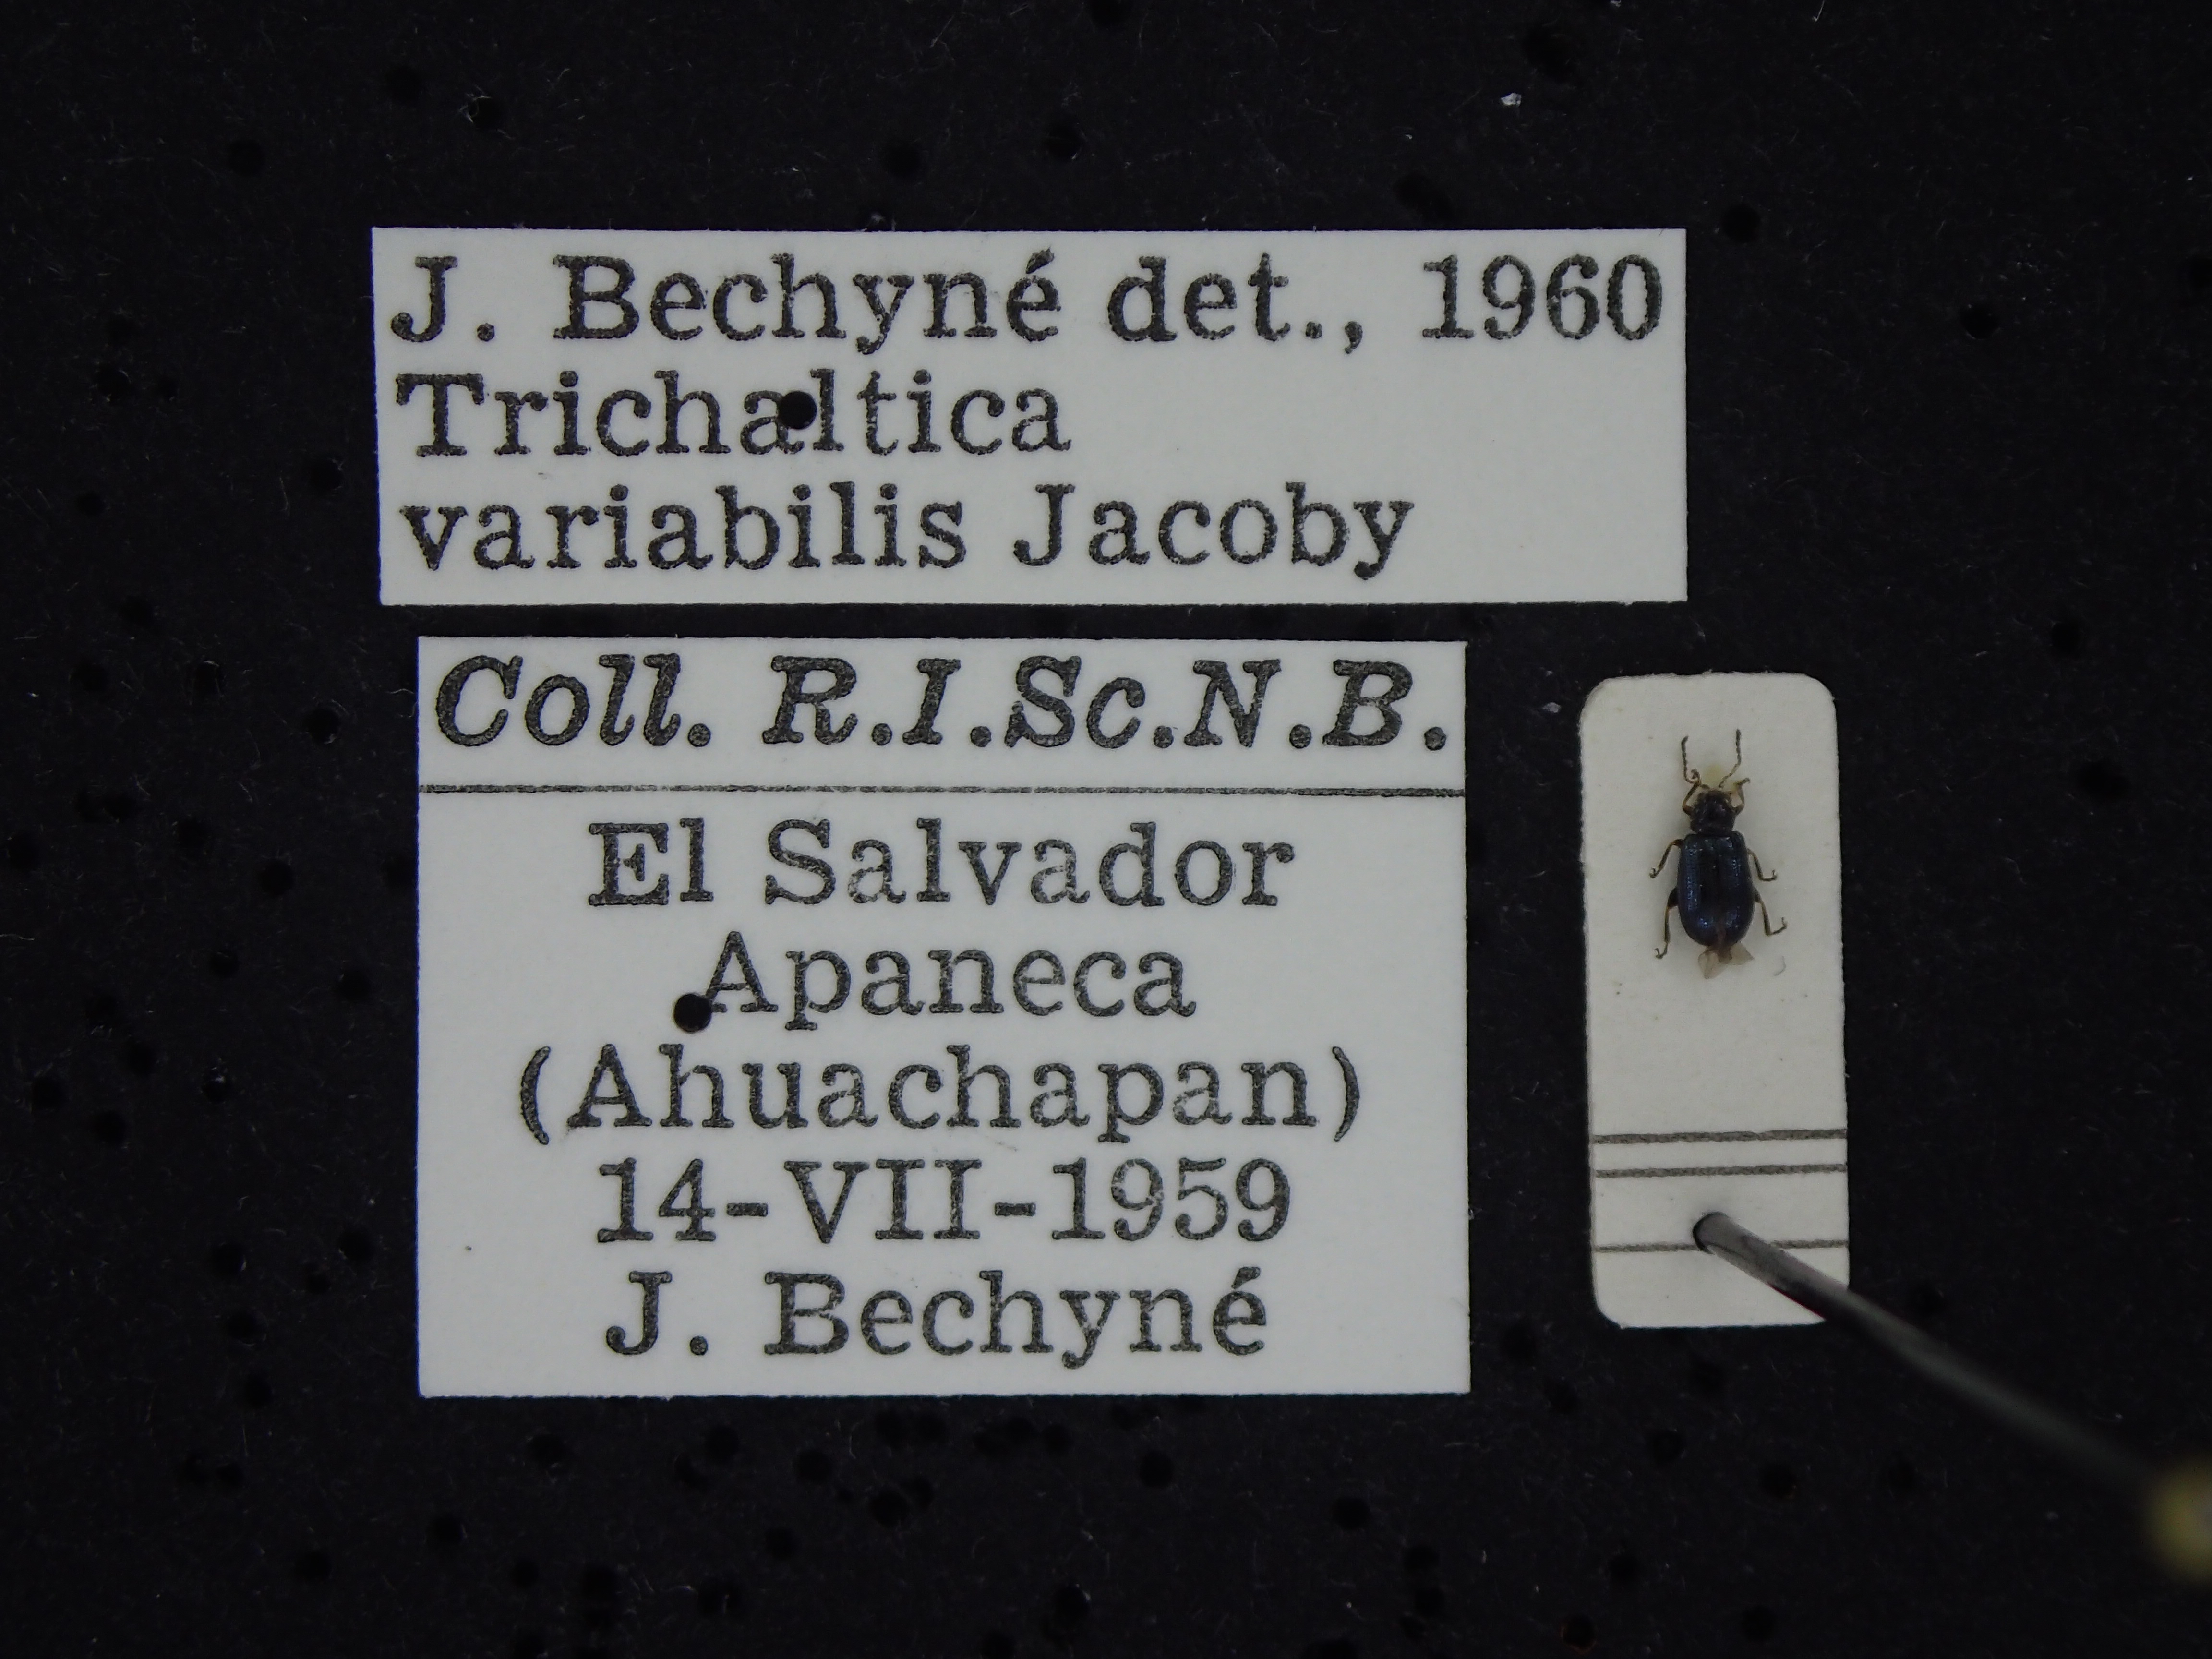 J. Bechyné det., 1960
Trichaltica
variabilis Jacoby
Coll. R.I.Sc.N.B.
El Salvador
Apaneca
(Ahuachapan)
14-VII-1959
J. Bechyné